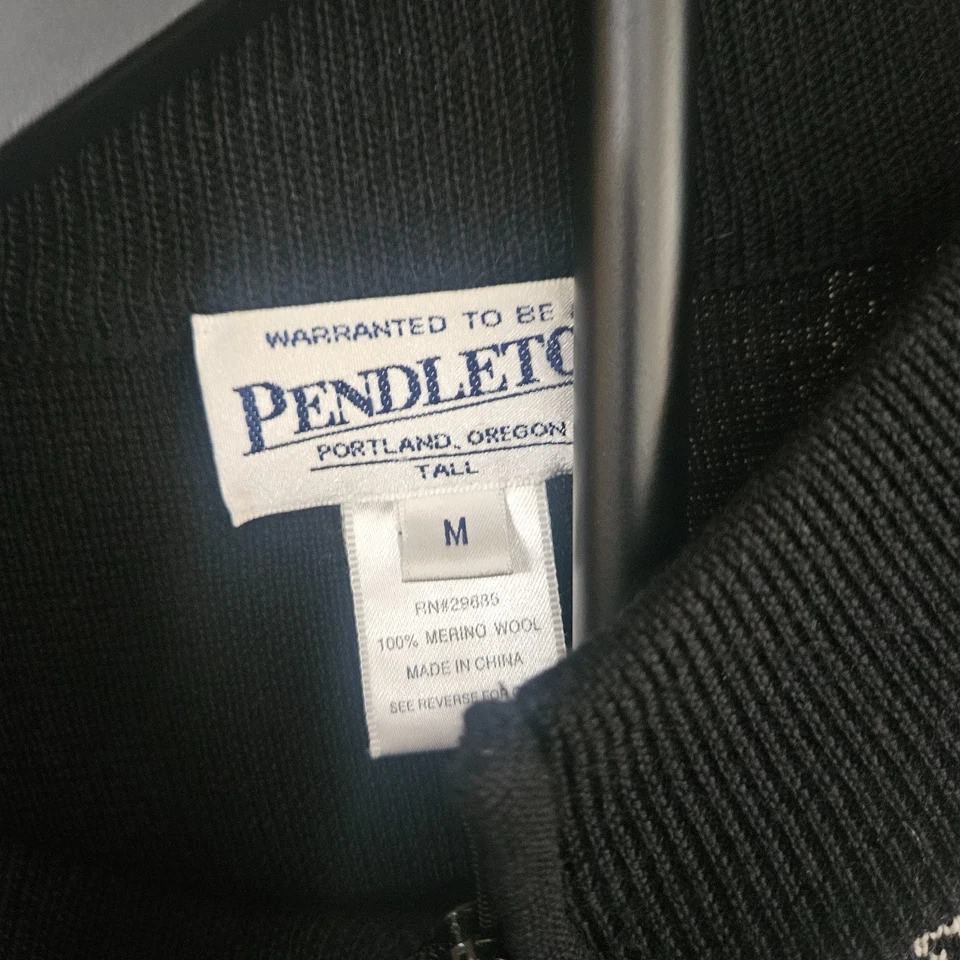 WARRANTED TO BE
PENDLETO
PORTLAND, OREGON
TALL
M
RN#29685
100% MERINO WOOL
MADE IN CHINA
SEE REVERSE FOR